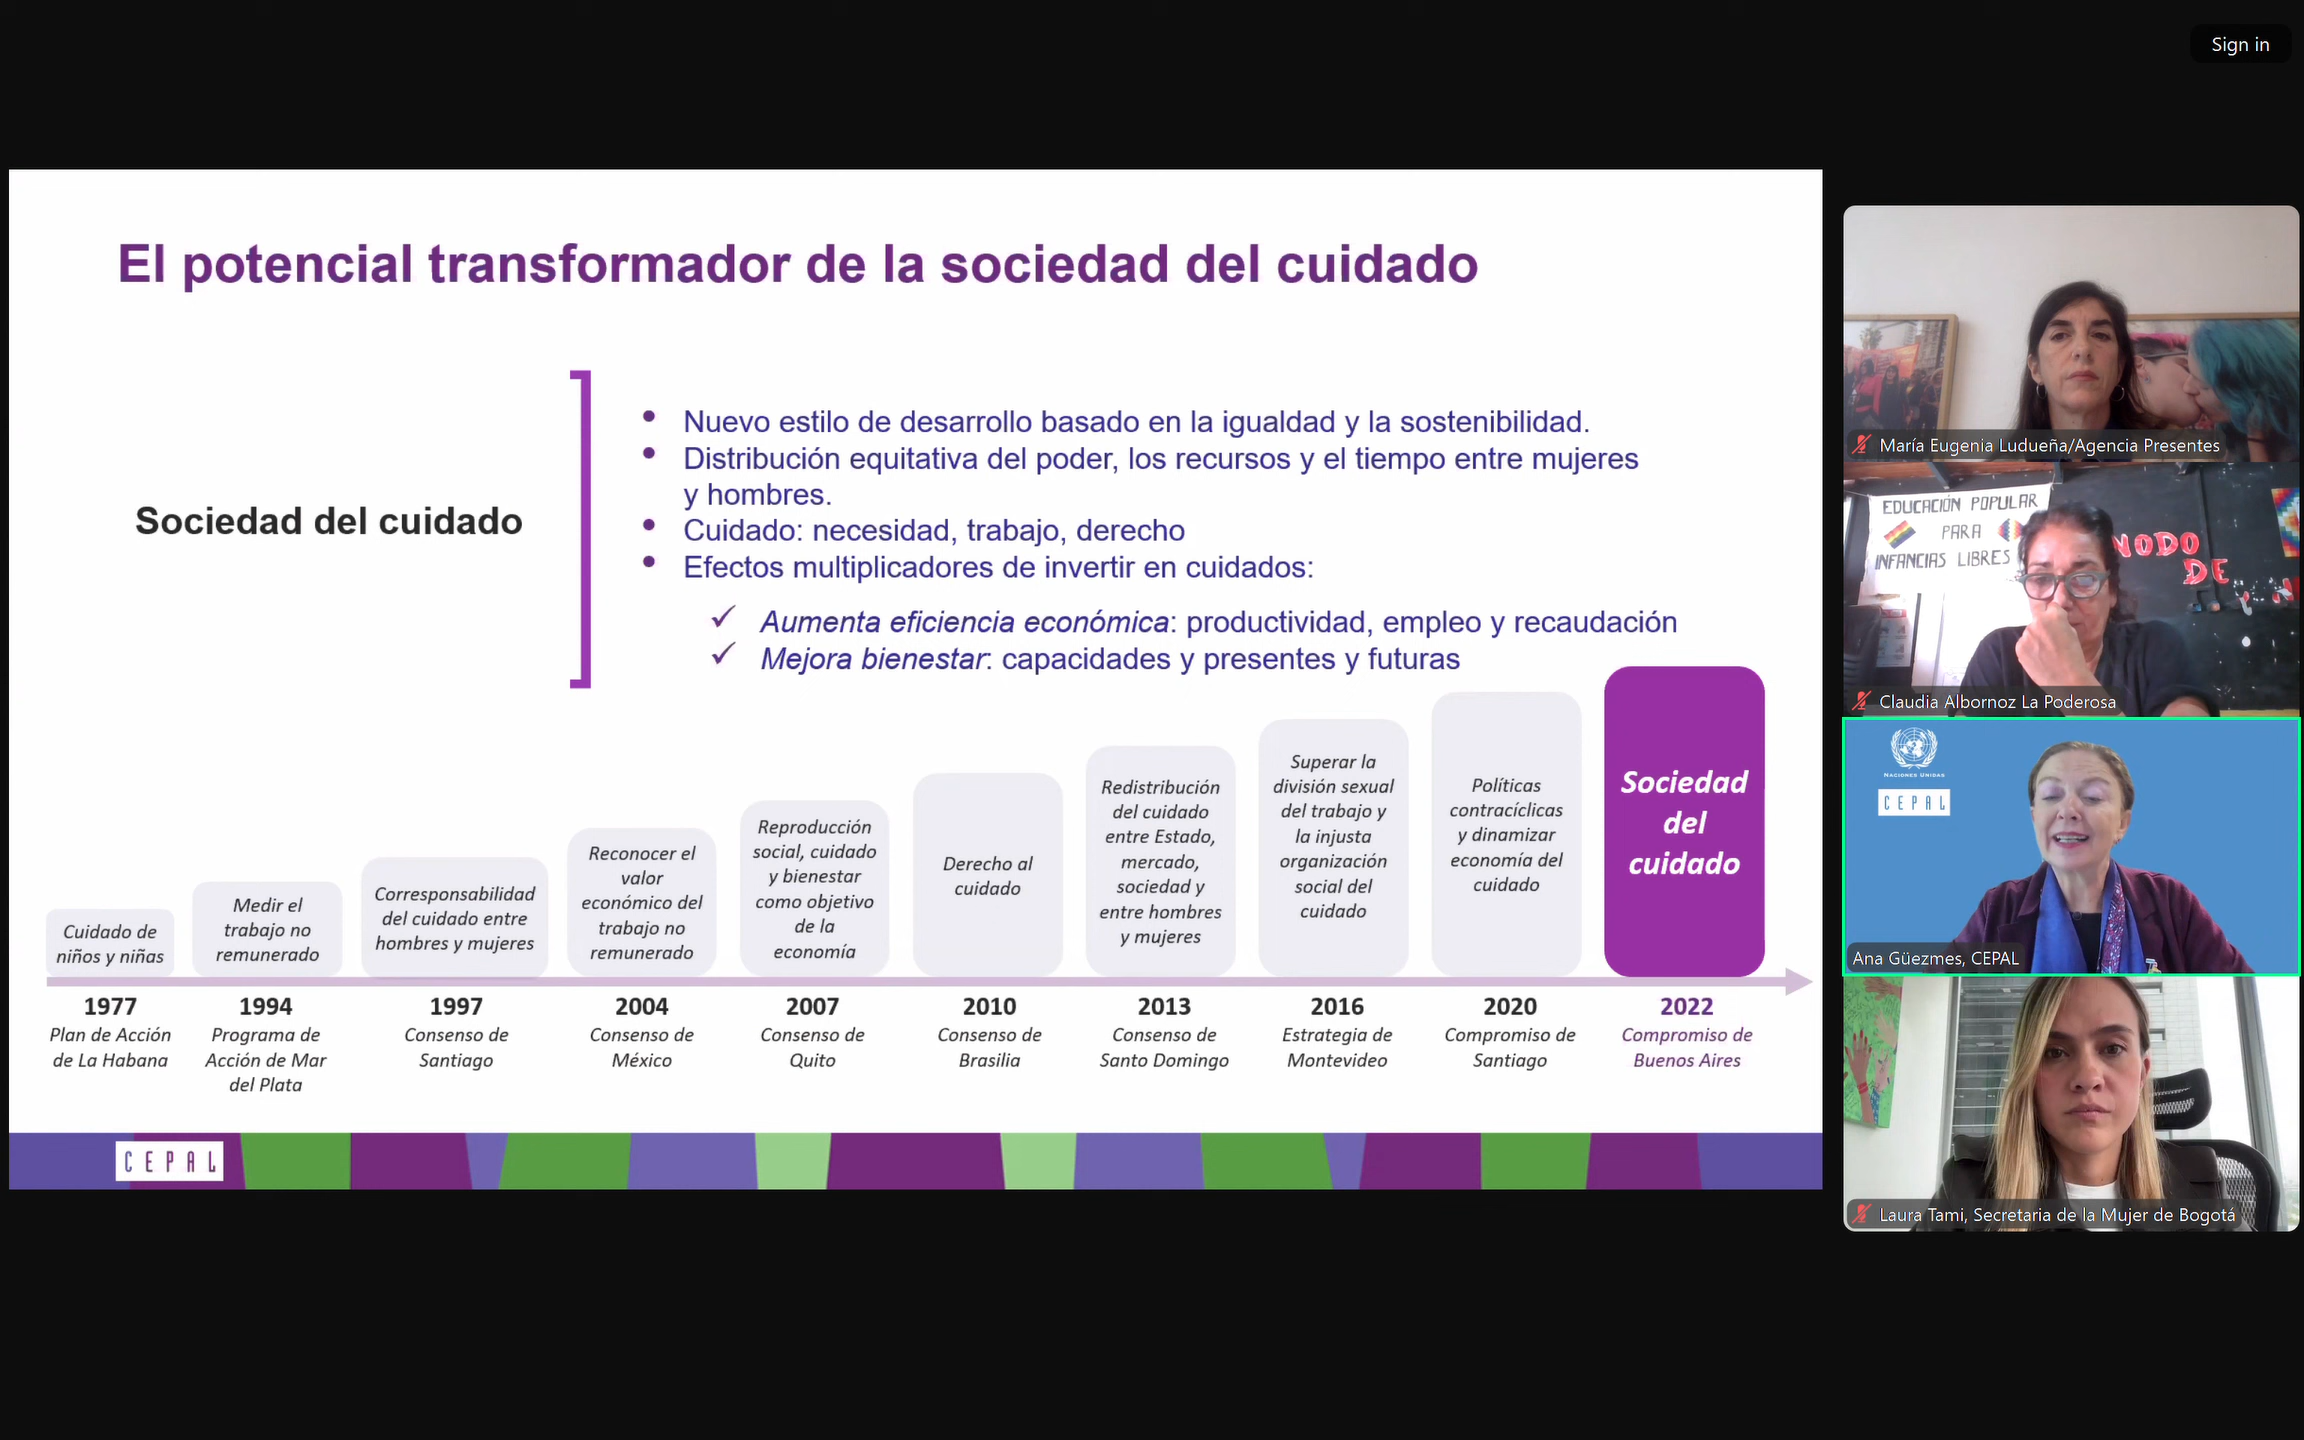 Sign in
El potencial transformador de la sociedad del cuidado
Sociedad del cuidado
• Nuevo estilo de desarrollo basado en la igualdad y la sostenibilidad.
• Distribución equitativa del poder, los recursos y el tiempo entre mujeres
y hombres.
• Cuidado: necesidad, trabajo, derecho
• Efectos multiplicadores de invertir en cuidados:
✓ Aumenta eficiencia económica: productividad, empleo y recaudación
✓ Mejora bienestar: capacidades y presentes y futuras
Cuidado de
niños y niñas
1977
Plan de Acción
de La Habana
Medir el
trabajo no
remunerado
1994
Programa de
Acción de Mar
del Plata
Corresponsabilidad
del cuidado entre
hombres y mujeres
1997
Consenso de
Santiago
Reconocer el
valor
económico del
trabajo no
remunerado
2004
Consenso de
México
Reproducción
social, cuidado
y bienestar
como objetivo
de la
economía
2007
Consenso de
Quito
Derecho al
cuidado
2010
Consenso de
Brasilia
Redistribución
del cuidado
entre Estado,
mercado,
sociedad y
entre hombres
y mujeres
2013
Consenso de
Santo Domingo
Superar la
división sexual
del trabajo y
la injusta
organización
social del
cuidado
2016
Estrategia de
Montevideo
Políticas
contracíclicas
y dinamizar
economía del
cuidado
2020
Compromiso de
Santiago
Sociedad
del
cuidado
2022
Compromiso de
Buenos Aires
CEPAL
María Eugenia Ludueña/Agencia Presentes
EDUCACIÓN POPULAR
PARA
INFANCIAS LIBRES
NODO
DE
Claudia Albornoz La Poderosa
NACIONES UNIDAS
CEPAL
Ana Güezmes, CEPAL
Laura Tami, Secretaria de la Mujer de Bogotá